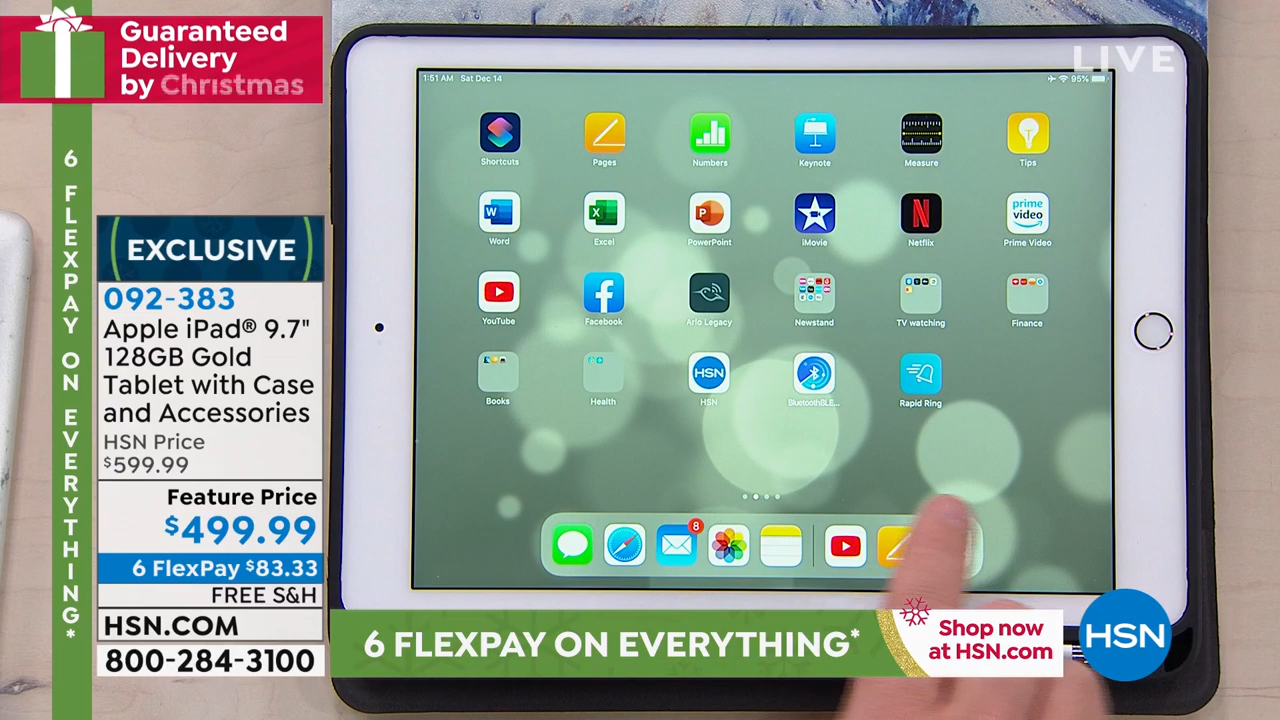 Guaranteed
Delivery
by Christmas
6 FLEXPAY ON EVERYTHING*
EXCLUSIVE
092-383
Apple iPad® 9.7"
128GB Gold
Tablet with Case
and Accessories
HSN Price
$599.99
Feature Price
$499.99
6 FlexPay $83.33
FREE S&H
HSN.COM
800-284-3100
LIVE
1:51 AM Sat Dec 14
95%
Shortcuts
Pages
Numbers
Keynote
Measure
Tips
Word
Excel
PowerPoint
iMovie
Netflix
prime
video
Prime Video
YouTube
Facebook
Arlo Legacy
Newstand
TV watching
Finance
Books
Health
HSN
HSN
BluetoothBLE...
Rapid Ring
8
6 FLEXPAY ON EVERYTHING*
Shop now
at HSN.com
HSN